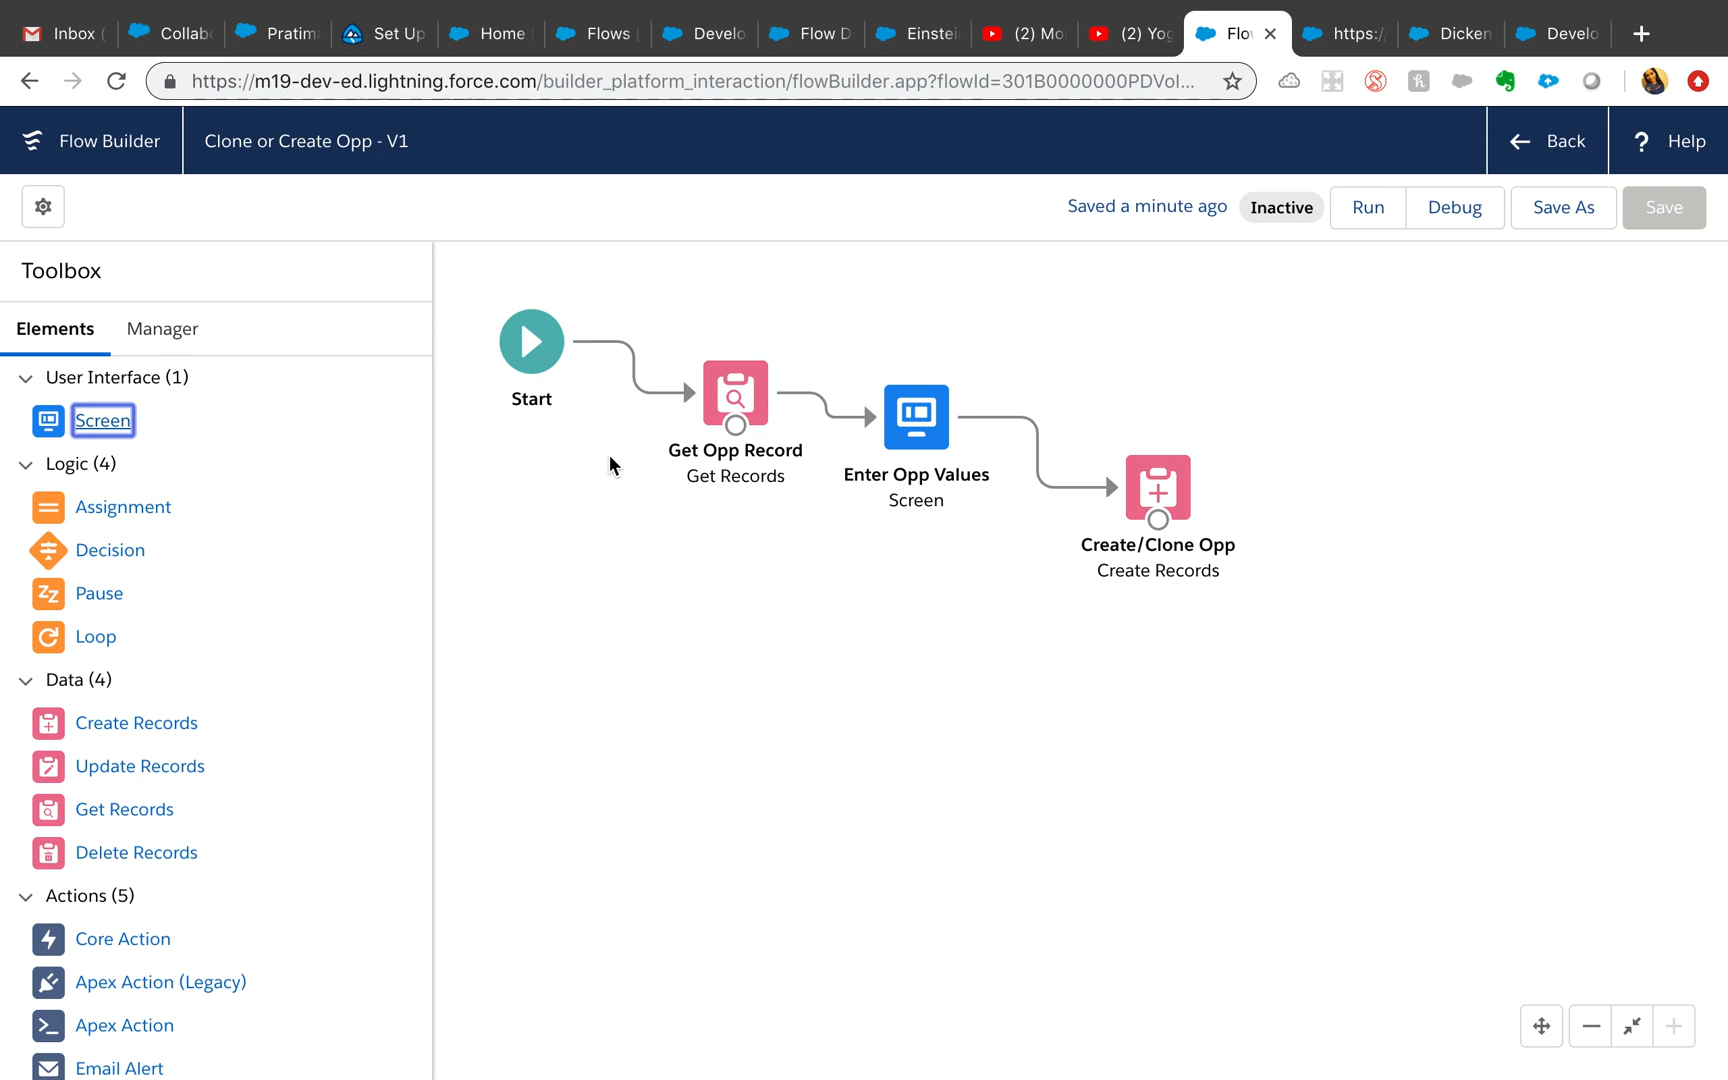 Inbox (
Collab
Pratim
Set Up
Home
Flows
Develo
Flow D
Einstei
(2) Mo
(2) Yog
Flo
https:/
Dicken
Develo
https://m19-dev-ed.lightning.force.com/builder_platform_interaction/flowBuilder.app?flowId=301B0000000PDVoI...
Flow Builder
Clone or Create Opp - V1
Back
? Help
Saved a minute ago
Inactive
Run
Debug
Save As
Save
Toolbox
Elements
Manager
User Interface (1)
Screen
Logic (4)
Assignment
Decision
Pause
Loop
Data (4)
Create Records
Update Records
Get Records
Delete Records
Actions (5)
Core Action
Apex Action (Legacy)
Apex Action
Email Alert
Start
Get Opp Record
Get Records
Enter Opp Values
Screen
Create/Clone Opp
Create Records